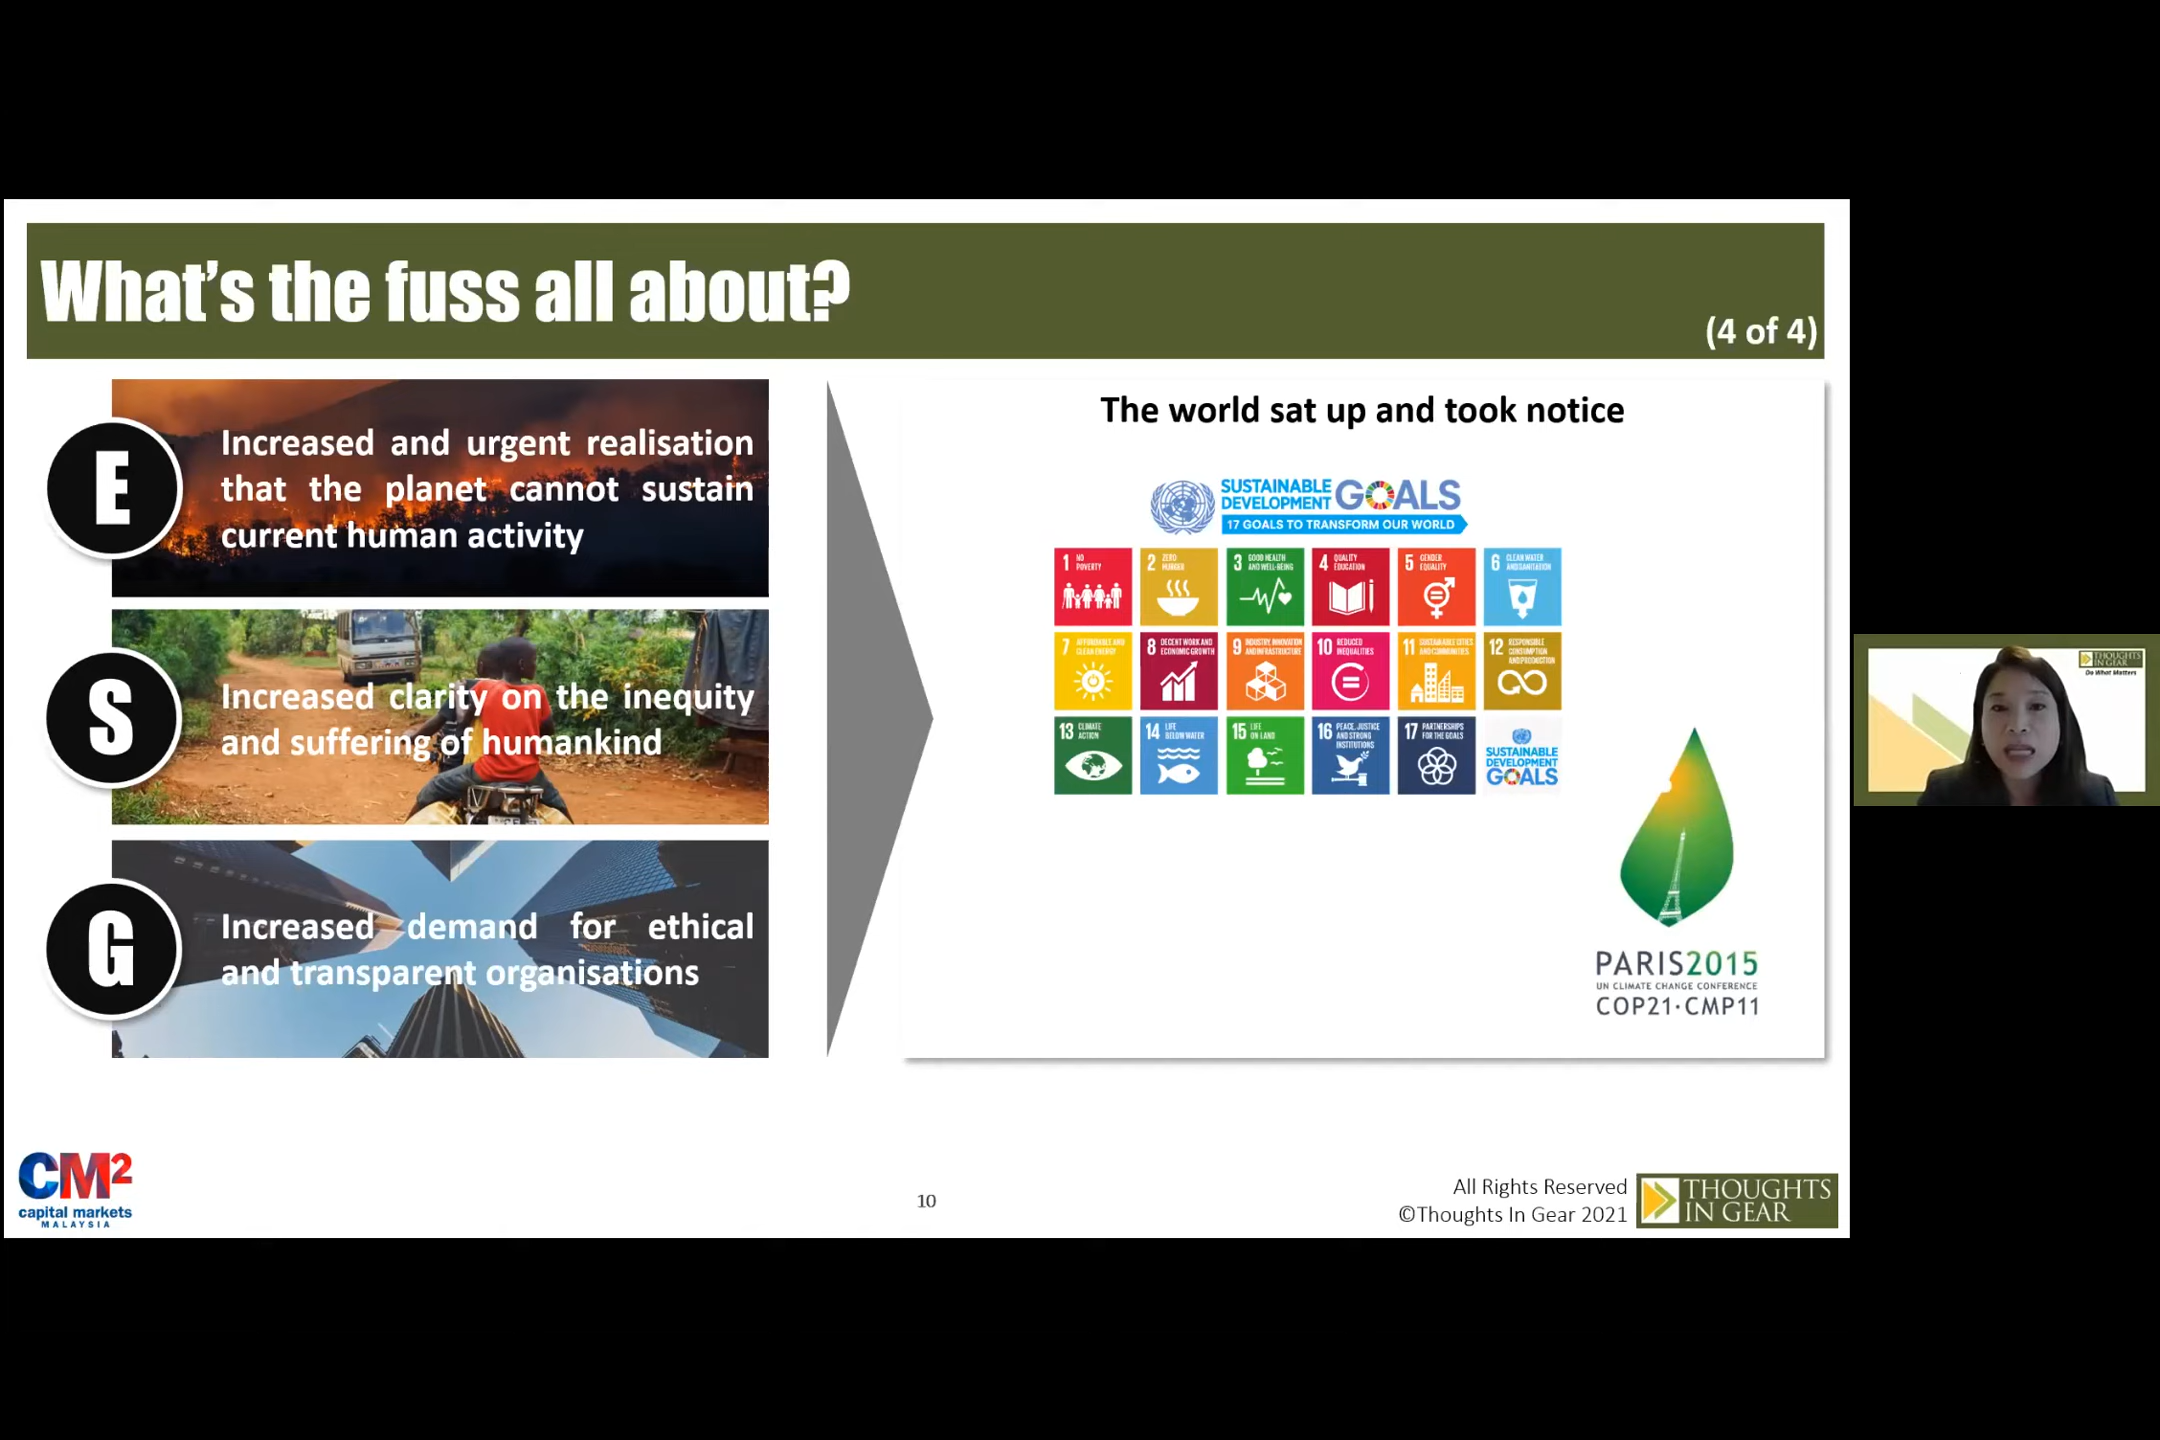 What's the fuss all about?
(4 of 4)
E
Increased and urgent realisation
that the planet cannot sustain
current human activity
S
Increased clarity on the inequity
and suffering of humankind
G
Increased demand for ethical
and transparent organisations
The world sat up and took notice
SUSTAINABLE
DEVELOPMENT GOALS
17 GOALS TO TRANSFORM OUR WORLD
1 NO
POVERTY
2 ZERO
HUNGER
3 GOOD HEALTH
AND WELL-BEING
4 QUALITY
EDUCATION
5 GENDER
EQUALITY
6 CLEAN WATER
AND SANITATION
7 AFFORDABLE AND
CLEAN ENERGY
8 DECENT WORK AND
ECONOMIC GROWTH
9 INDUSTRY, INNOVATION
AND INFRASTRUCTURE
10 REDUCED
INEQUALITIES
11 SUSTAINABLE CITIES
AND COMMUNITIES
12 RESPONSIBLE
CONSUMPTION
AND PRODUCTION
13 CLIMATE
ACTION
14 LIFE
BELOW WATER
15 LIFE
ON LAND
16 PEACE, JUSTICE
AND STRONG
INSTITUTIONS
17 PARTNERSHIPS
FOR THE GOALS
SUSTAINABLE
DEVELOPMENT
GOALS
PARIS2015
UN CLIMATE CHANGE CONFERENCE
COP21·CMP11
THOUGHTS
IN GEAR
Do What Matters
CM2
capital markets
MALAYSIA
10
All Rights Reserved
©Thoughts In Gear 2021
THOUGHTS
IN GEAR